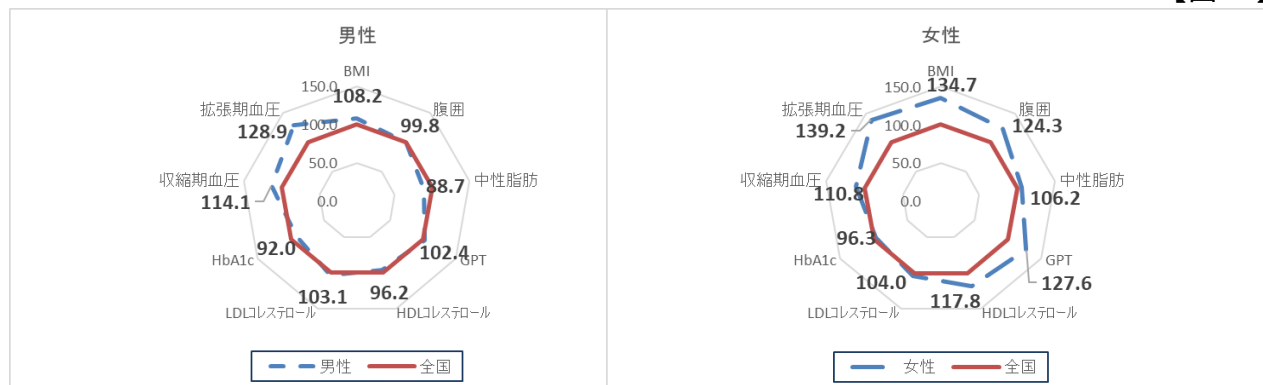 男性
BMI
150.0
108.2
腹囲
99.8
中性脂肪
88.7
GPT
102.4
HDLコレステロール
96.2
LDLコレステロール
103.1
HbA1c
92.0
収縮期血圧
114.1
拡張期血圧
128.9
100.0
50.0
0.0
男性
全国
女性
BMI
150.0
134.7
腹囲
124.3
中性脂肪
106.2
GPT
127.6
HDLコレステロール
117.8
LDLコレステロール
104.0
HbA1c
96.3
収縮期血圧
110.8
拡張期血圧
139.2
100.0
50.0
0.0
女性
全国